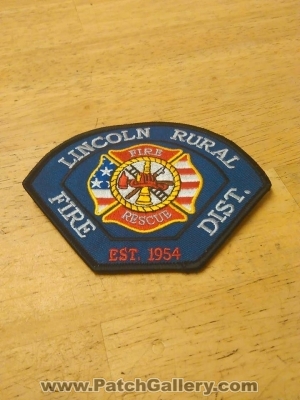 LINCOLN RURAL
FIRE DIST.
FIRE
RESCUE
EST. 1954
www.PatchGallery.com